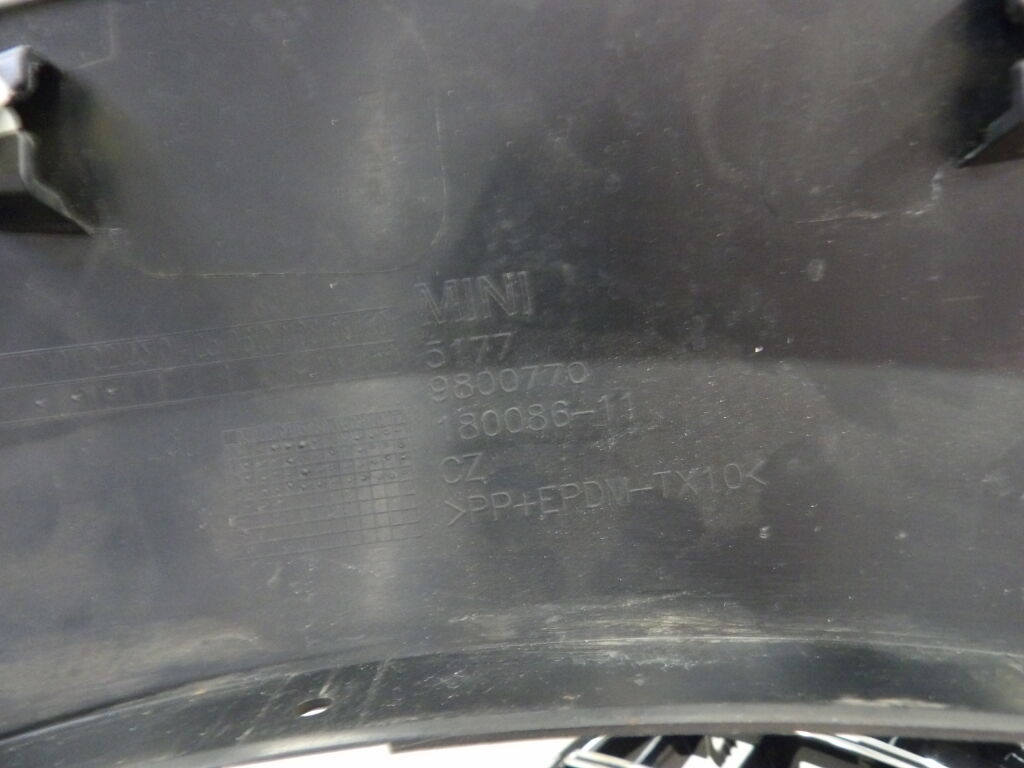 MINI
5177
9800770
180086-11
CZ
>PP+EPDM-TX10<